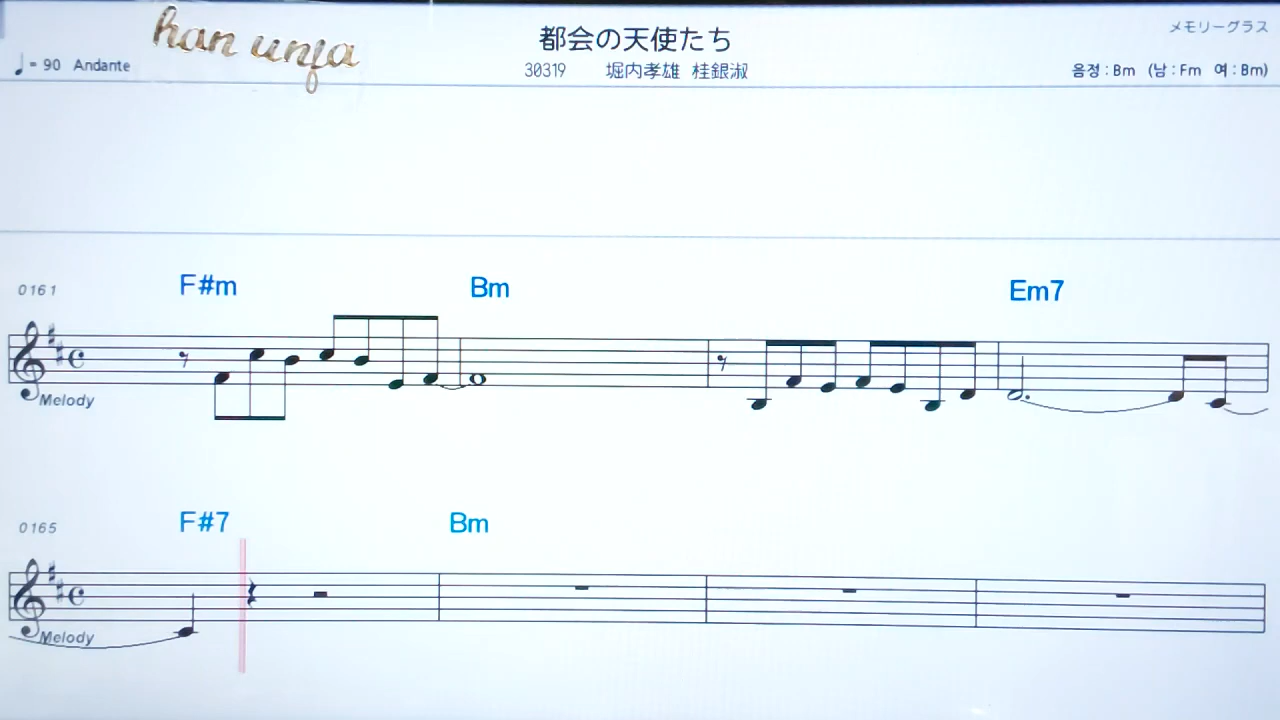 han unja
都会の天使たち
メモリーグラス
♩= 90 Andante
30319 堀内孝雄 桂銀淑
음정 : Bm (남 : Fm 여 : Bm)
0161 F#m Bm Em7
Melody
0165 F#7 Bm
Melody